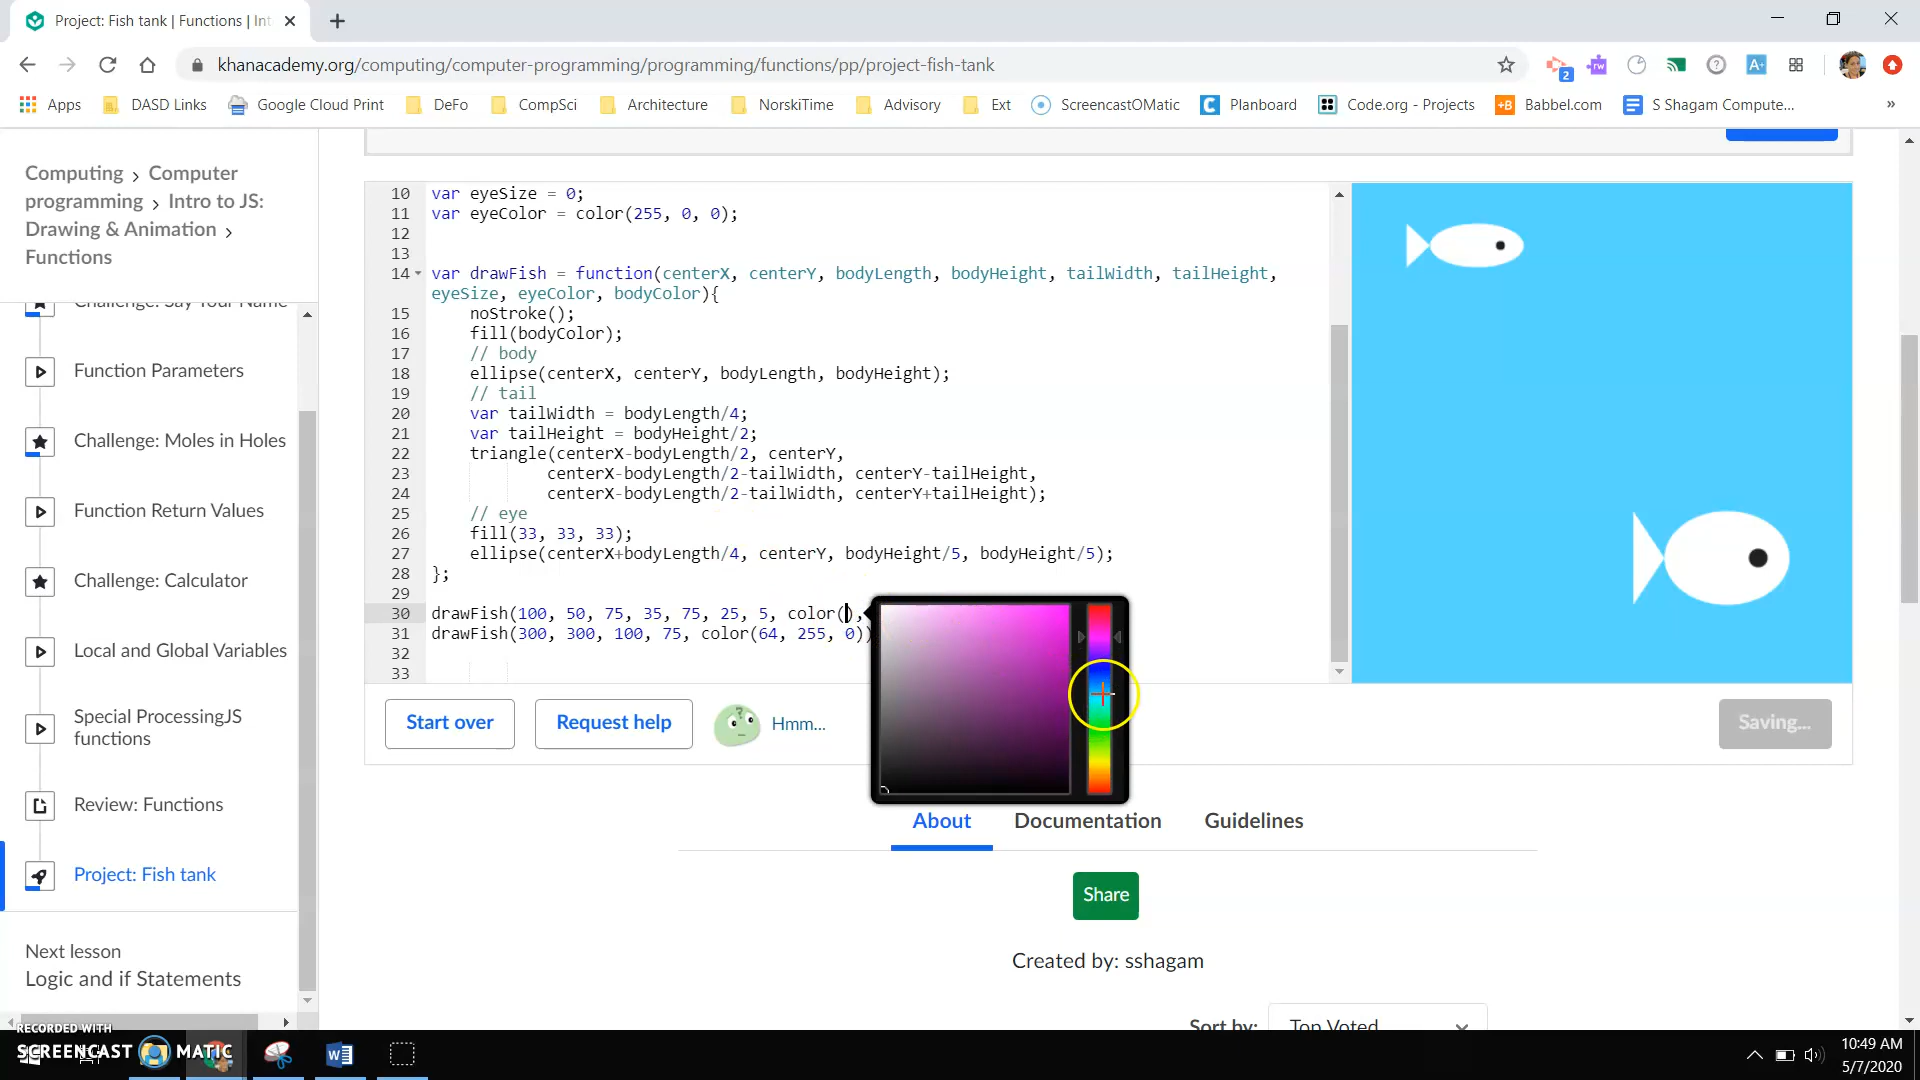 Project: Fish tank | Functions | Int
khanacademy.org/computing/computer-programming/programming/functions/pp/project-fish-tank
2
rw
A+
Apps
DASD Links
Google Cloud Print
DeFo
CompSci
Architecture
NorskiTime
Advisory
Ext
ScreencastOMatic
Planboard
Code.org - Projects
+B
Babbel.com
S Shagam Compute...
»
Computing > Computer
programming > Intro to JS:
Drawing & Animation >
Functions
Challenge: Say Your Name
Function Parameters
Challenge: Moles in Holes
Function Return Values
Challenge: Calculator
Local and Global Variables
Special ProcessingJS
functions
Review: Functions
Project: Fish tank
Next lesson
Logic and if Statements
10 var eyeSize = 0;
11 var eyeColor = color(255, 0, 0);
12
13
14 var drawFish = function(centerX, centerY, bodyLength, bodyHeight, tailWidth, tailHeight,
eyeSize, eyeColor, bodyColor){
15 noStroke();
16 fill(bodyColor);
17 // body
18 ellipse(centerX, centerY, bodyLength, bodyHeight);
19 // tail
20 var tailWidth = bodyLength/4;
21 var tailHeight = bodyHeight/2;
22 triangle(centerX-bodyLength/2, centerY,
23 centerX-bodyLength/2-tailWidth, centerY-tailHeight,
24 centerX-bodyLength/2-tailWidth, centerY+tailHeight);
25 // eye
26 fill(33, 33, 33);
27 ellipse(centerX+bodyLength/4, centerY, bodyHeight/5, bodyHeight/5);
28 };
29
30 drawFish(100, 50, 75, 35, 75, 25, 5, color(),
31 drawFish(300, 300, 100, 75, color(64, 255, 0))
32
33
Start over
Request help
Hmm...
Saving...
About
Documentation
Guidelines
Share
Created by: sshagam
Sort by:
Top Voted
RECORDED WITH
SCREENCAST MATIC
10:49 AM
5/7/2020